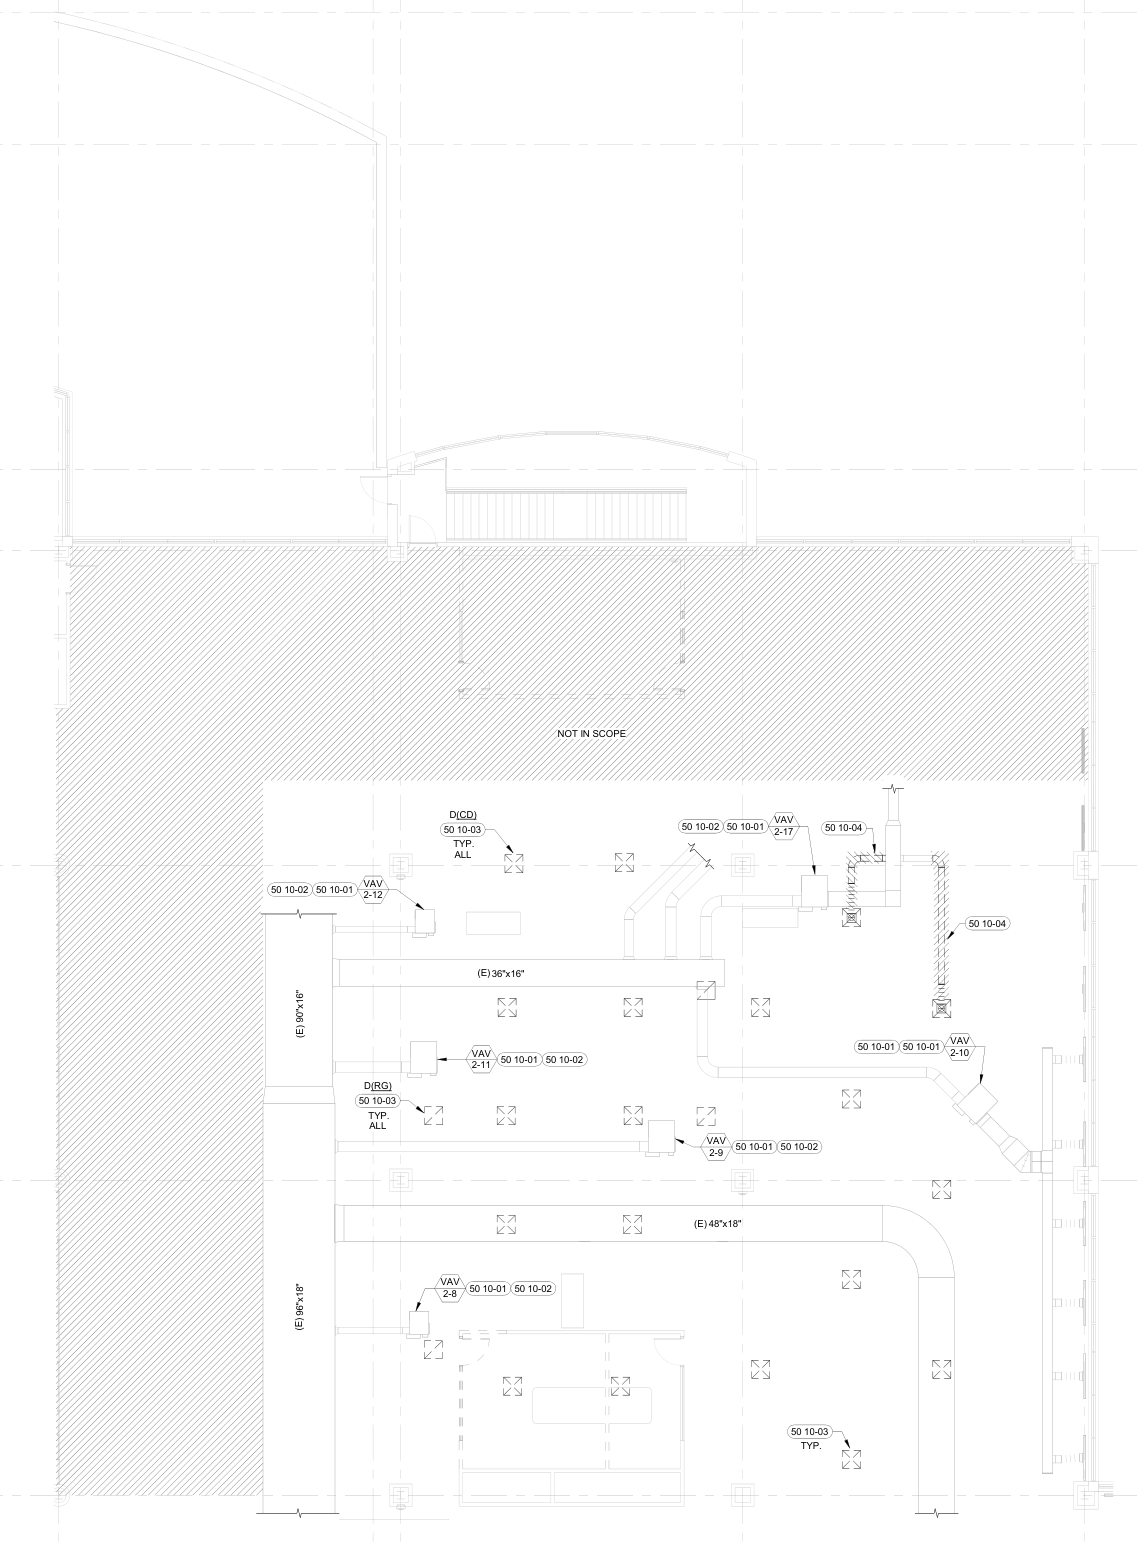 NOT IN SCOPE
D(CD)
50 10-03
TYP.
ALL
50 10-02 50 10-01 VAV 2-17
50 10-04
50 10-02 50 10-01 VAV 2-12
50 10-04
(E) 36"x16"
(E) 90"x16"
VAV 2-11 50 10-01 50 10-02
50 10-01 50 10-01 VAV 2-10
D(RG)
50 10-03
TYP.
ALL
VAV 2-9 50 10-01 50 10-02
(E) 48"x18"
(E) 96"x18"
VAV 2-8 50 10-01 50 10-02
50 10-03
TYP.